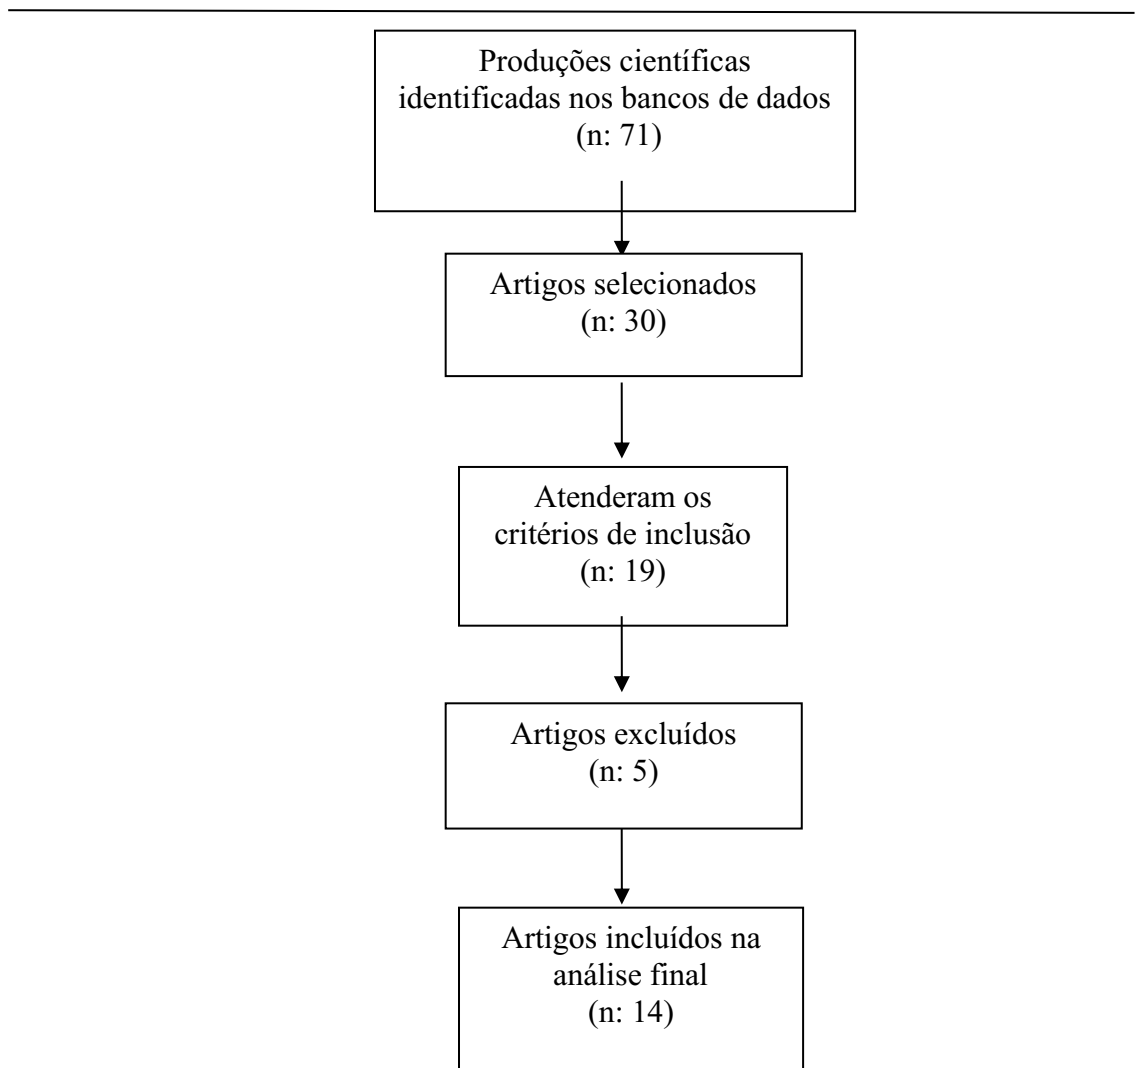 Produções científicas
identificadas nos bancos de dados
(n: 71)
Artigos selecionados
(n: 30)
Atenderam os
critérios de inclusão
(n: 19)
Artigos excluídos
(n: 5)
Artigos incluídos na
análise final
(n: 14)